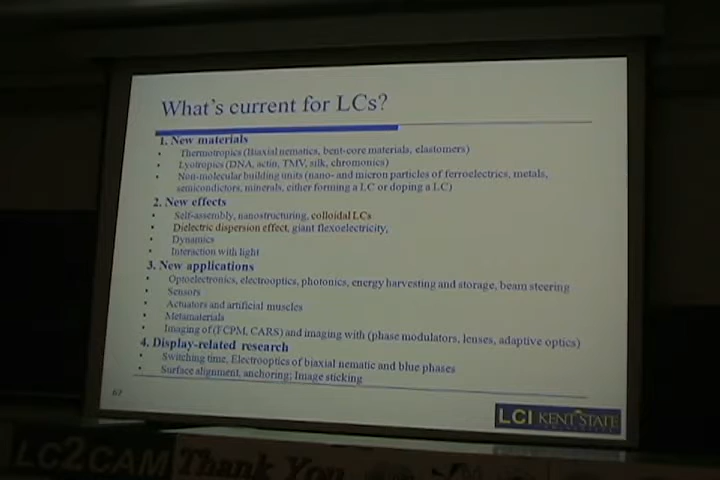 What's current for LCs?
1. New materials
• Thermotropics (Biaxial nematics, bent-core materials, elastomers)
• Lyotropics (DNA, actin, TMV, silk, chromonics)
• Non-molecular building units (nano- and micron particles of ferroelectrics, metals,
semicondictors, minerals, either forming a LC or doping a LC)
2. New effects
• Self-assembly, nanostructuring, colloidal LCs
• Dielectric dispersion effect, giant flexoelectricity,
• Dynamics
• Interaction with light
3. New applications
• Optoelectronics, electrooptics, photonics, energy harvesting and storage, beam steering
• Sensors
• Actuators and artificial muscles
• Metamaterials
• Imaging of (FCPM, CARS) and imaging with (phase modulators, lenses, adaptive optics)
4. Display-related research
• Switching time, Electrooptics of biaxial nematic and blue phases
• Surface alignment, anchoring; Image sticking
67
LCI KENT STATE
LC2CAM Thank You